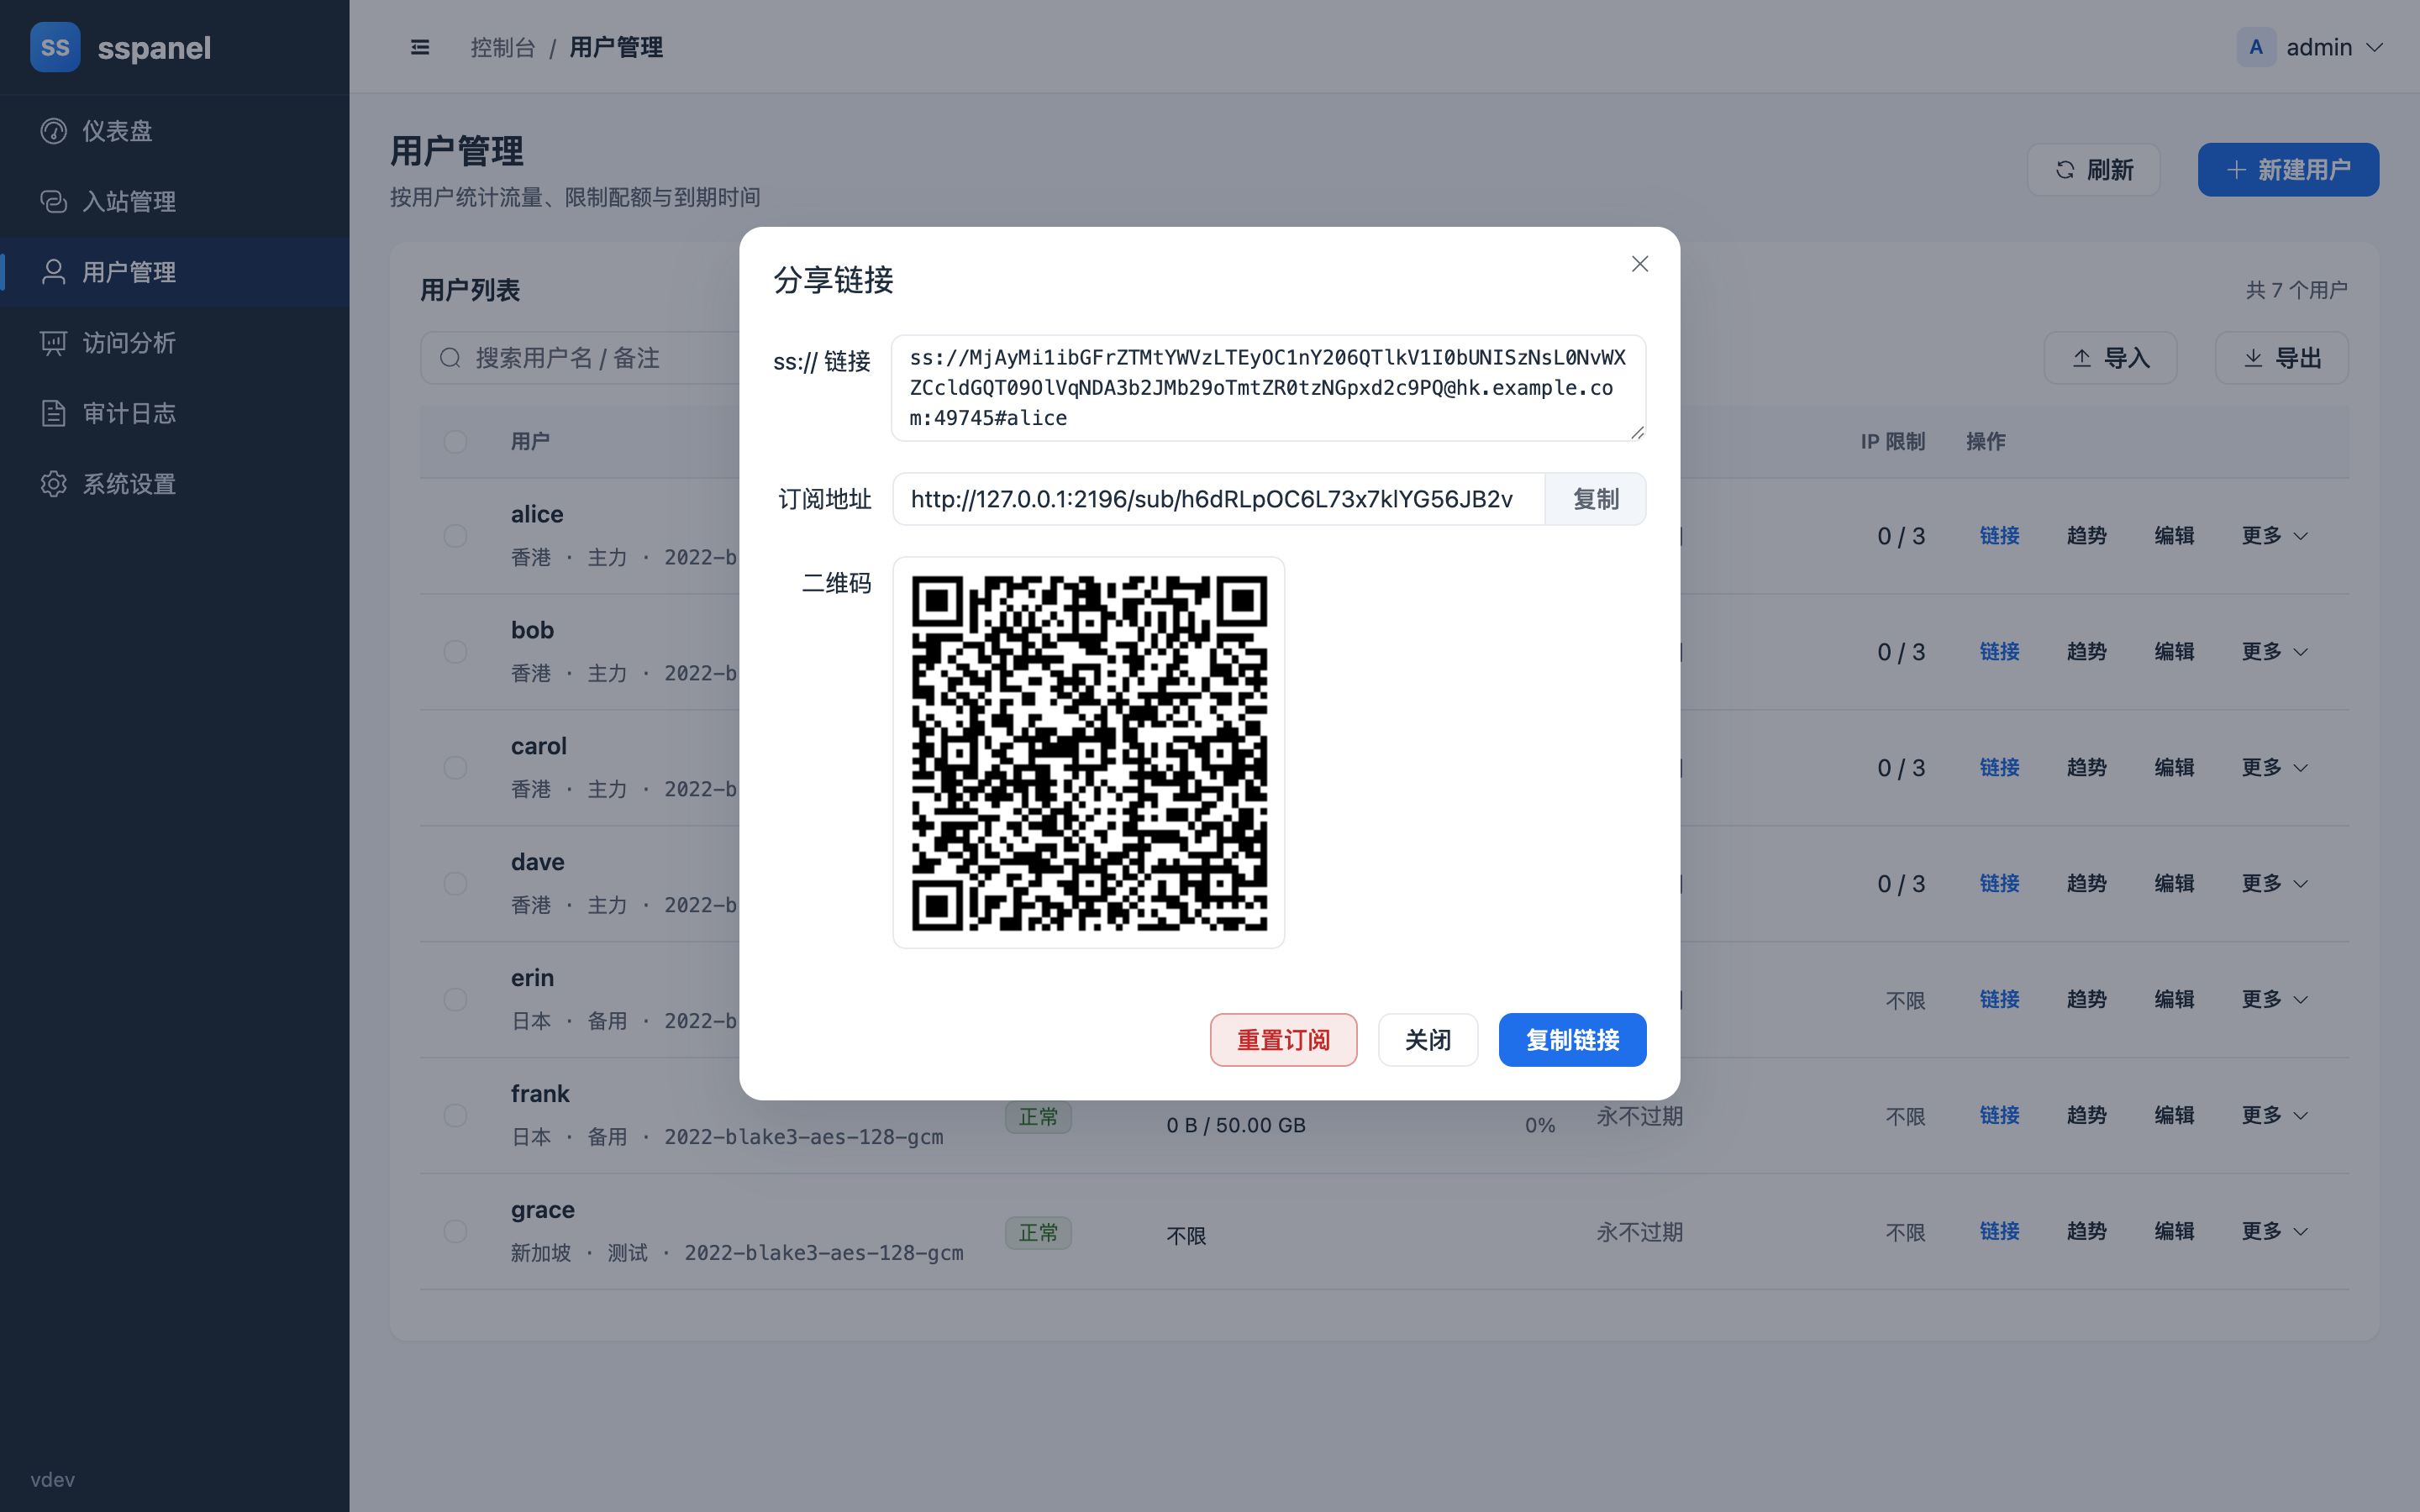 ss sspanel
仪表盘
入站管理
用户管理
访问分析
审计日志
系统设置
vdev
控制台 / 用户管理
A admin
用户管理
按用户统计流量、限制配额与到期时间
刷新
新建用户
用户列表
共 7 个用户
搜索用户名 / 备注
导入
导出
用户
IP 限制
操作
alice
香港 · 主力 · 2022-b
0 / 3 链接 趋势 编辑 更多
bob
香港 · 主力 · 2022-b
0 / 3 链接 趋势 编辑 更多
carol
香港 · 主力 · 2022-b
0 / 3 链接 趋势 编辑 更多
dave
香港 · 主力 · 2022-b
0 / 3 链接 趋势 编辑 更多
erin
日本 · 备用 · 2022-b
不限 链接 趋势 编辑 更多
frank
日本 · 备用 · 2022-blake3-aes-128-gcm
正常 0 B / 50.00 GB 0% 永不过期 不限 链接 趋势 编辑 更多
grace
新加坡 · 测试 · 2022-blake3-aes-128-gcm
正常 不限 永不过期 不限 链接 趋势 编辑 更多
分享链接
ss:// 链接
ss://MjAyMi1ibGFrZTMtYWVzLTEyOC1nY206QTlkV1I0bUNISzNsL0NvWX
ZCcldGQT09OlVqNDA3b2JMb29oTmtZR0tzNGpxd2c9PQ@hk.example.co
m:49745#alice
订阅地址
http://127.0.0.1:2196/sub/h6dRLpOC6L73x7klYG56JB2v
复制
二维码
重置订阅
关闭
复制链接